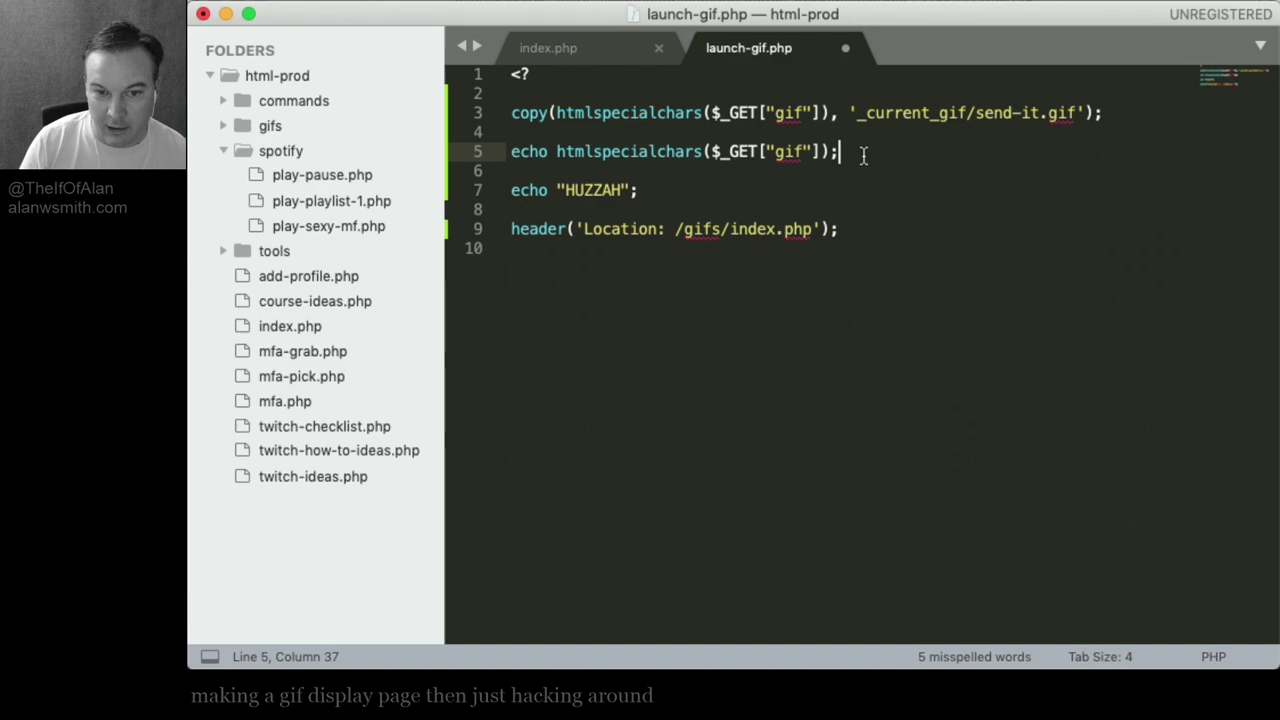 launch-gif.php — html-prod
UNREGISTERED
FOLDERS
html-prod
commands
gifs
spotify
play-pause.php
play-playlist-1.php
play-sexy-mf.php
tools
add-profile.php
course-ideas.php
index.php
mfa-grab.php
mfa-pick.php
mfa.php
twitch-checklist.php
twitch-how-to-ideas.php
twitch-ideas.php
@TheIfOfAlan
alanwsmith.com
index.php
launch-gif.php
1 <?
2
3 copy(htmlspecialchars($_GET["gif"]), '_current_gif/send-it.gif');
4
5 echo htmlspecialchars($_GET["gif"]);
6
7 echo "HUZZAH";
8
9 header('Location: /gifs/index.php');
10
Line 5, Column 37
5 misspelled words
Tab Size: 4
PHP
making a gif display page then just hacking around